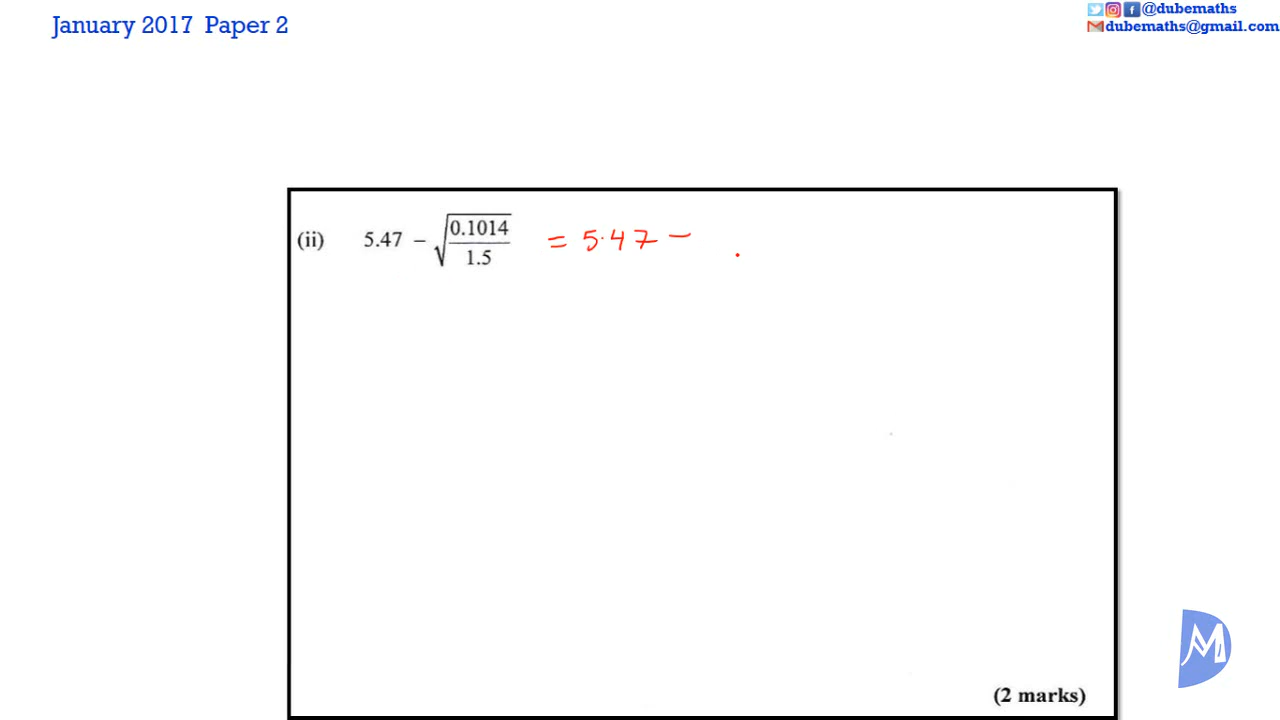 January 2017 Paper 2
@dubemaths
dubemaths@gmail.com
(ii) 5.47 − √(0.1014/1.5) = 5.47 −
(2 marks)
M